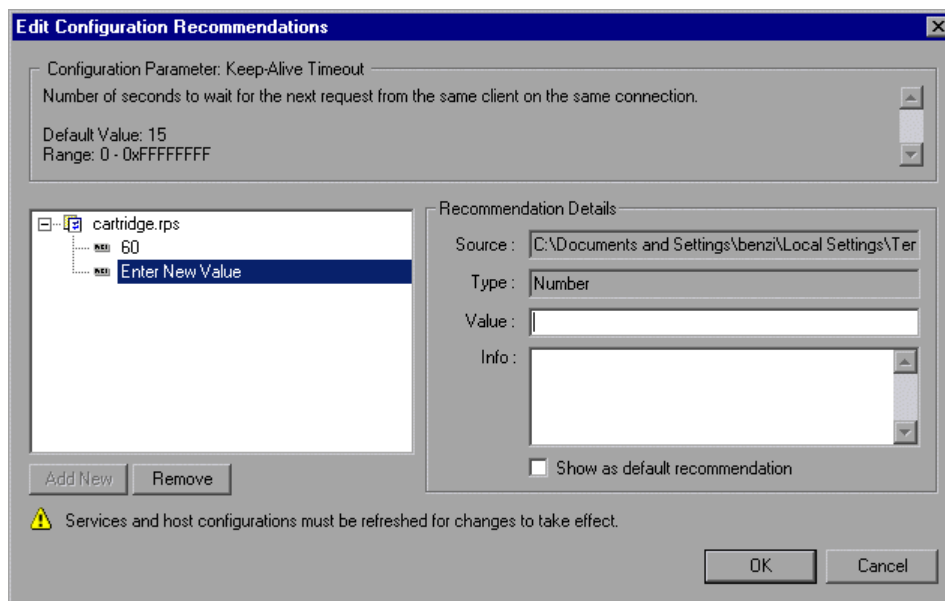 Edit Configuration Recommendations
Configuration Parameter: Keep-Alive Timeout
Number of seconds to wait for the next request from the same client on the same connection.
Default Value: 15
Range: 0 - 0xFFFFFFFF
cartridge.rps
60
Enter New Value
Recommendation Details
Source : C:\Documents and Settings\benzi\Local Settings\Ter
Type : Number
Value :
Info :
Show as default recommendation
Add New Remove
Services and host configurations must be refreshed for changes to take effect.
OK Cancel